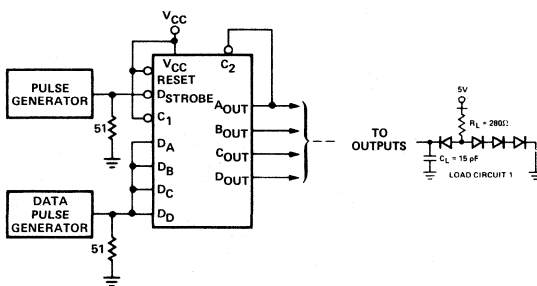 VCC
VCC
C2
RESET
DSTROBE
C1
PULSE
GENERATOR
51
DA
DB
DC
DD
AOUT
BOUT
COUT
DOUT
DATA
PULSE
GENERATOR
51
TO
OUTPUTS
5V
RL = 280Ω
CL = 15 pF
LOAD CIRCUIT 1